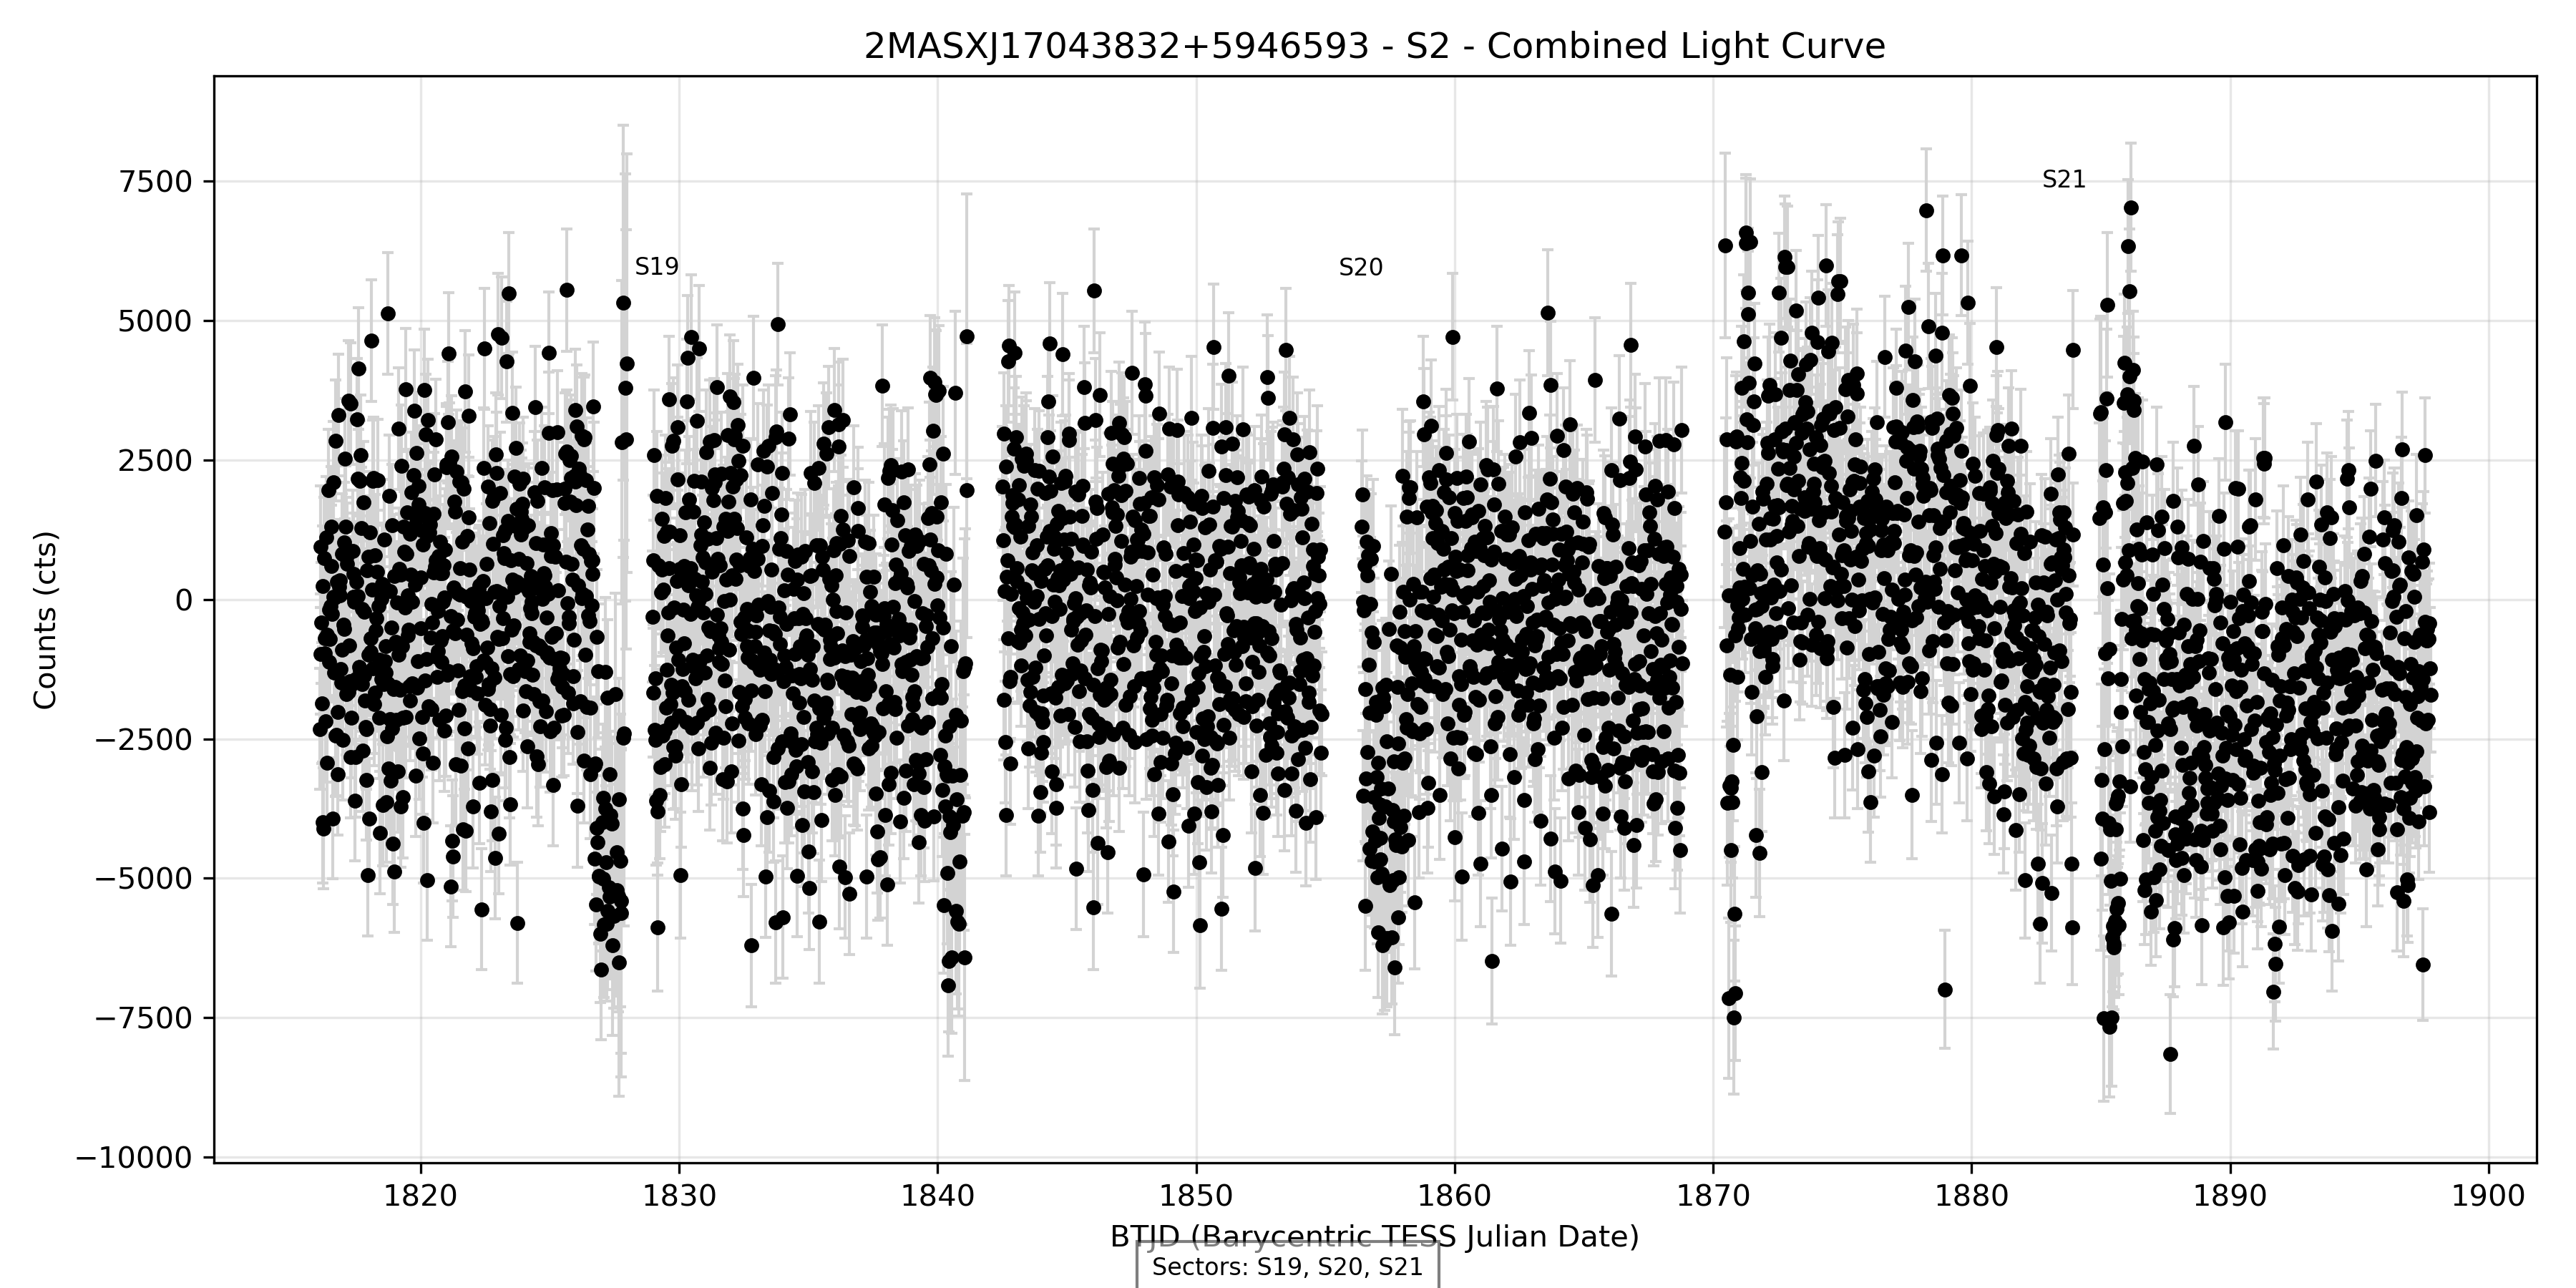 2MASXJ17043832+5946593 - S2 - Combined Light Curve
Counts (cts)
7500
5000
2500
0
−2500
−5000
−7500
−10000
S19
S20
S21
1820 1830 1840 1850 1860 1870 1880 1890 1900
BTJD (Barycentric TESS Julian Date)
Sectors: S19, S20, S21